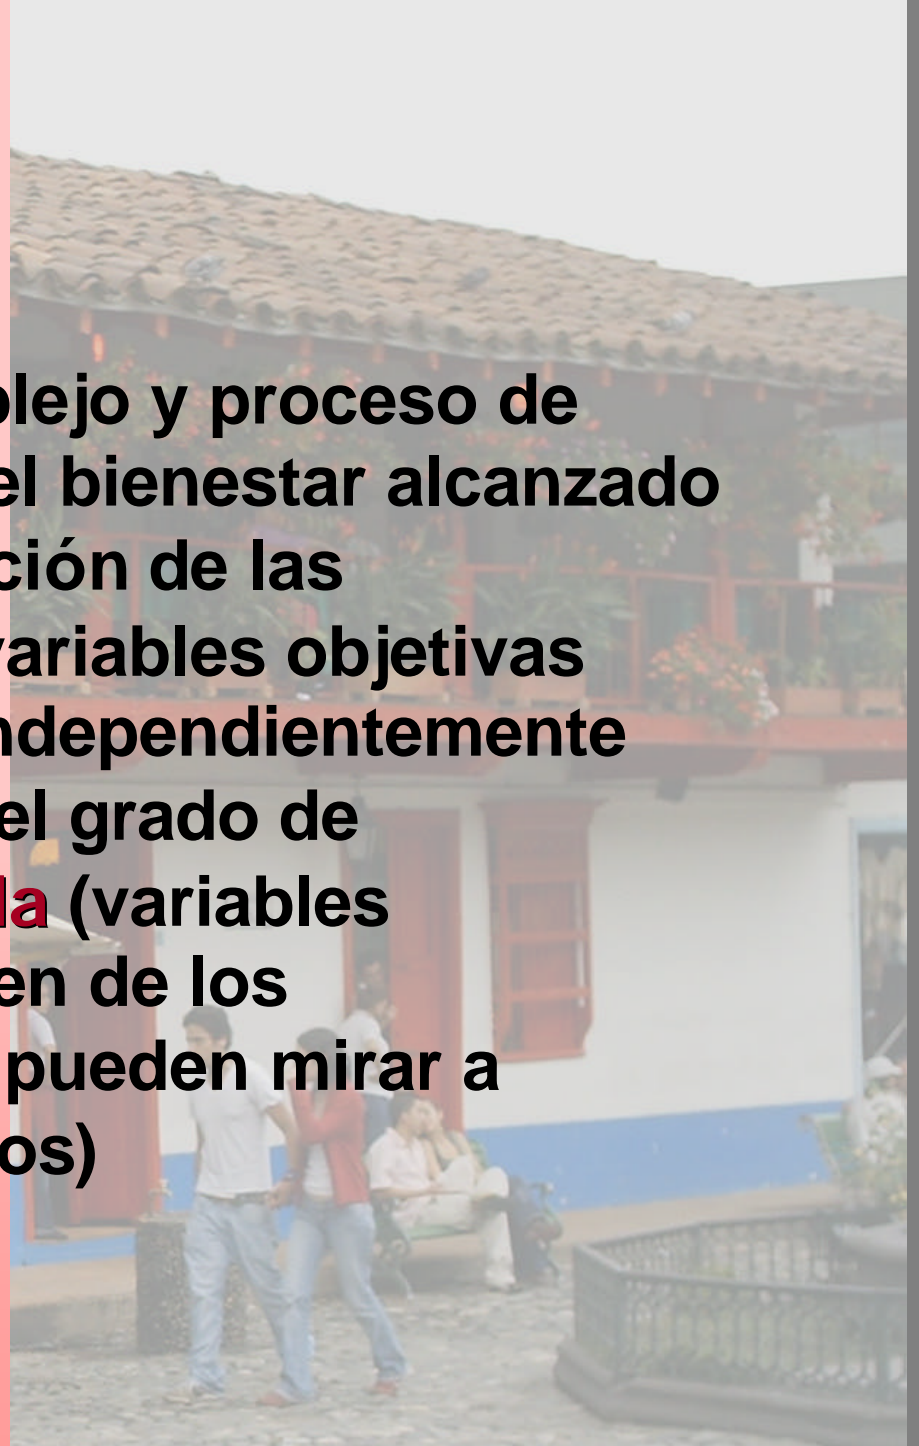 plejo y proceso de
el bienestar alcanzado
ción de las
variables objetivas
ndependientemente
el grado de
da (variables
en de los
pueden mirar a
os)